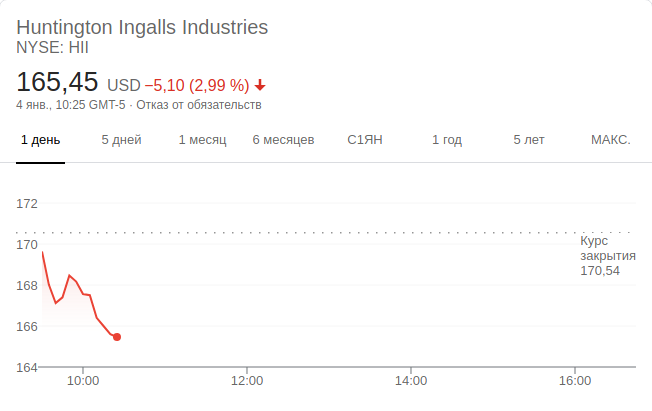 Huntington Ingalls Industries
NYSE: HII
165,45 USD −5,10 (2,99 %)
4 янв., 10:25 GMT-5 · Отказ от обязательств
1 день 5 дней 1 месяц 6 месяцев С1ЯН 1 год 5 лет МАКС.
172
170
168
166
164
Курс
закрытия
170,54
10:00 12:00 14:00 16:00